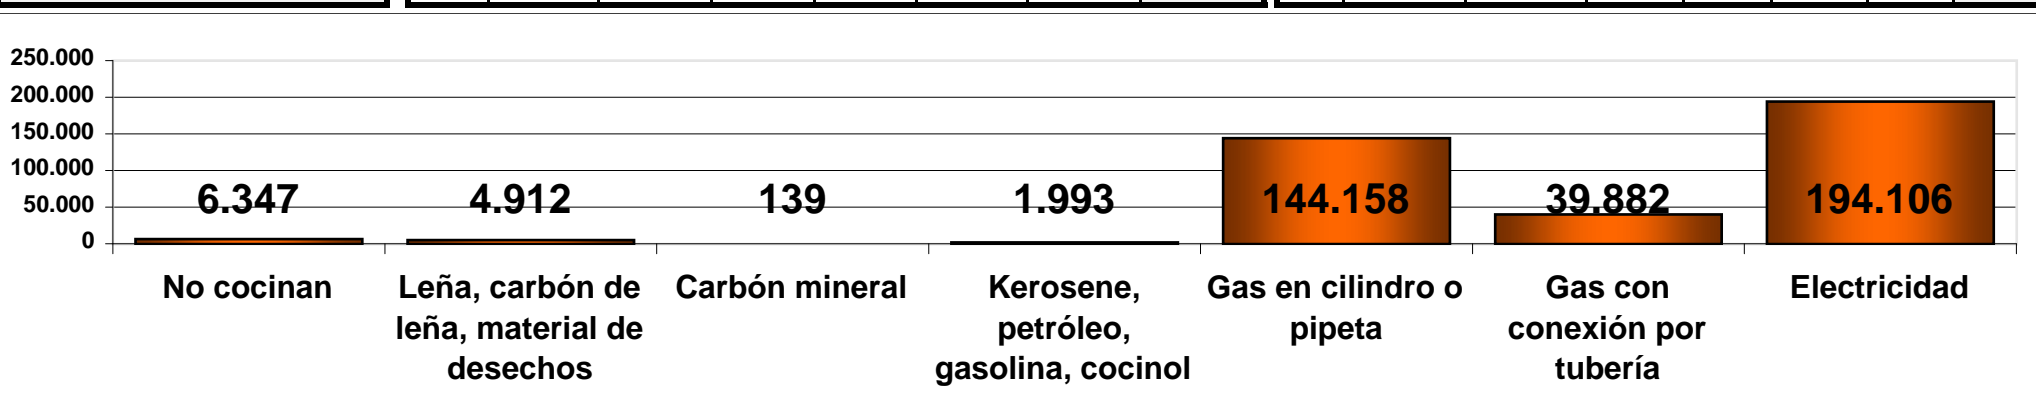 250.000
200.000
150.000
100.000
50.000
0
6.347
4.912
139
1.993
144.158
39.882
194.106
No cocinan
Leña, carbón de
leña, material de
desechos
Carbón mineral
Kerosene,
petróleo,
gasolina, cocinol
Gas en cilindro o
pipeta
Gas con
conexión por
tubería
Electricidad